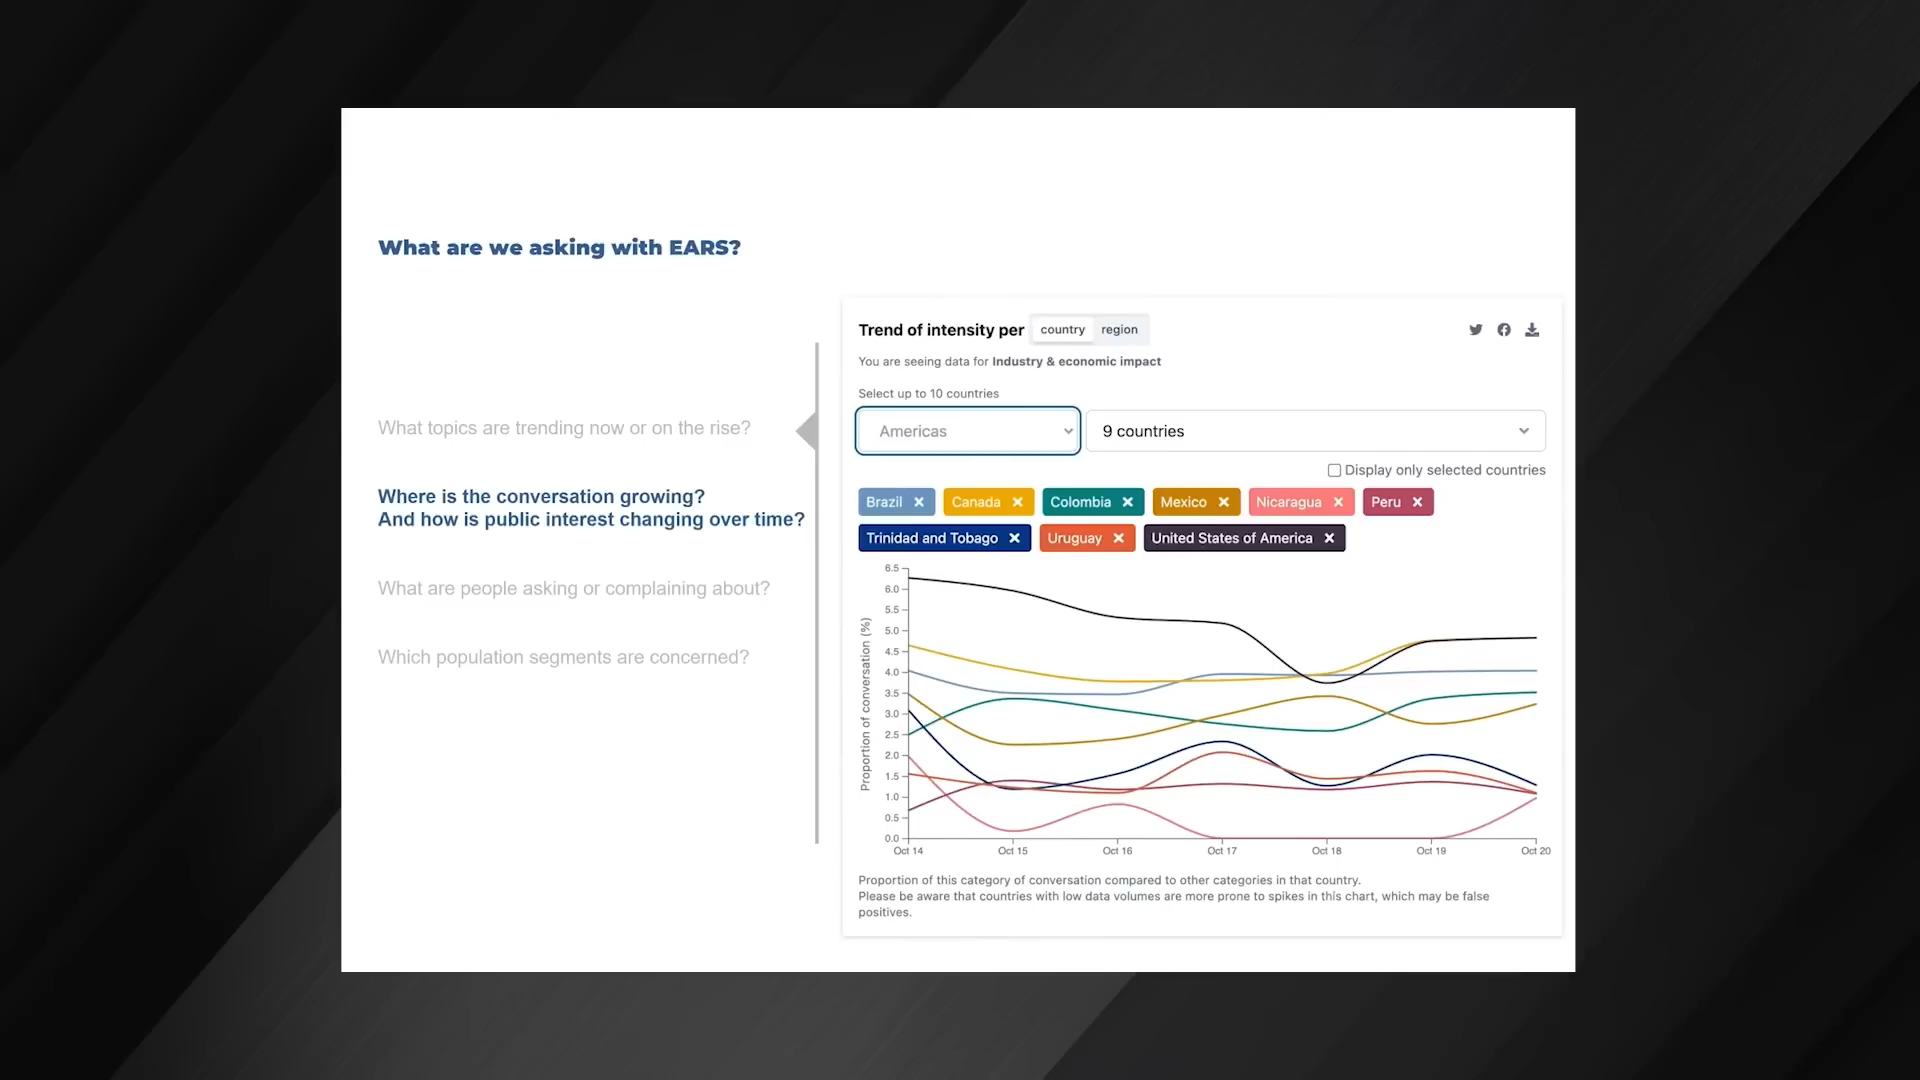 What are we asking with EARS?
What topics are trending now or on the rise?
Where is the conversation growing?
And how is public interest changing over time?
What are people asking or complaining about?
Which population segments are concerned?
Trend of intensity per country region
You are seeing data for Industry & economic impact
Select up to 10 countries
Americas 9 countries
Display only selected countries
Brazil × Canada × Colombia × Mexico × Nicaragua × Peru ×
Trinidad and Tobago × Uruguay × United States of America ×
Proportion of conversation (%)
6.5
6.0
5.5
5.0
4.5
4.0
3.5
3.0
2.5
2.0
1.5
1.0
0.5
0.0
Oct 14 Oct 15 Oct 16 Oct 17 Oct 18 Oct 19 Oct 20
Proportion of this category of conversation compared to other categories in that country.
Please be aware that countries with low data volumes are more prone to spikes in this chart, which may be false
positives.